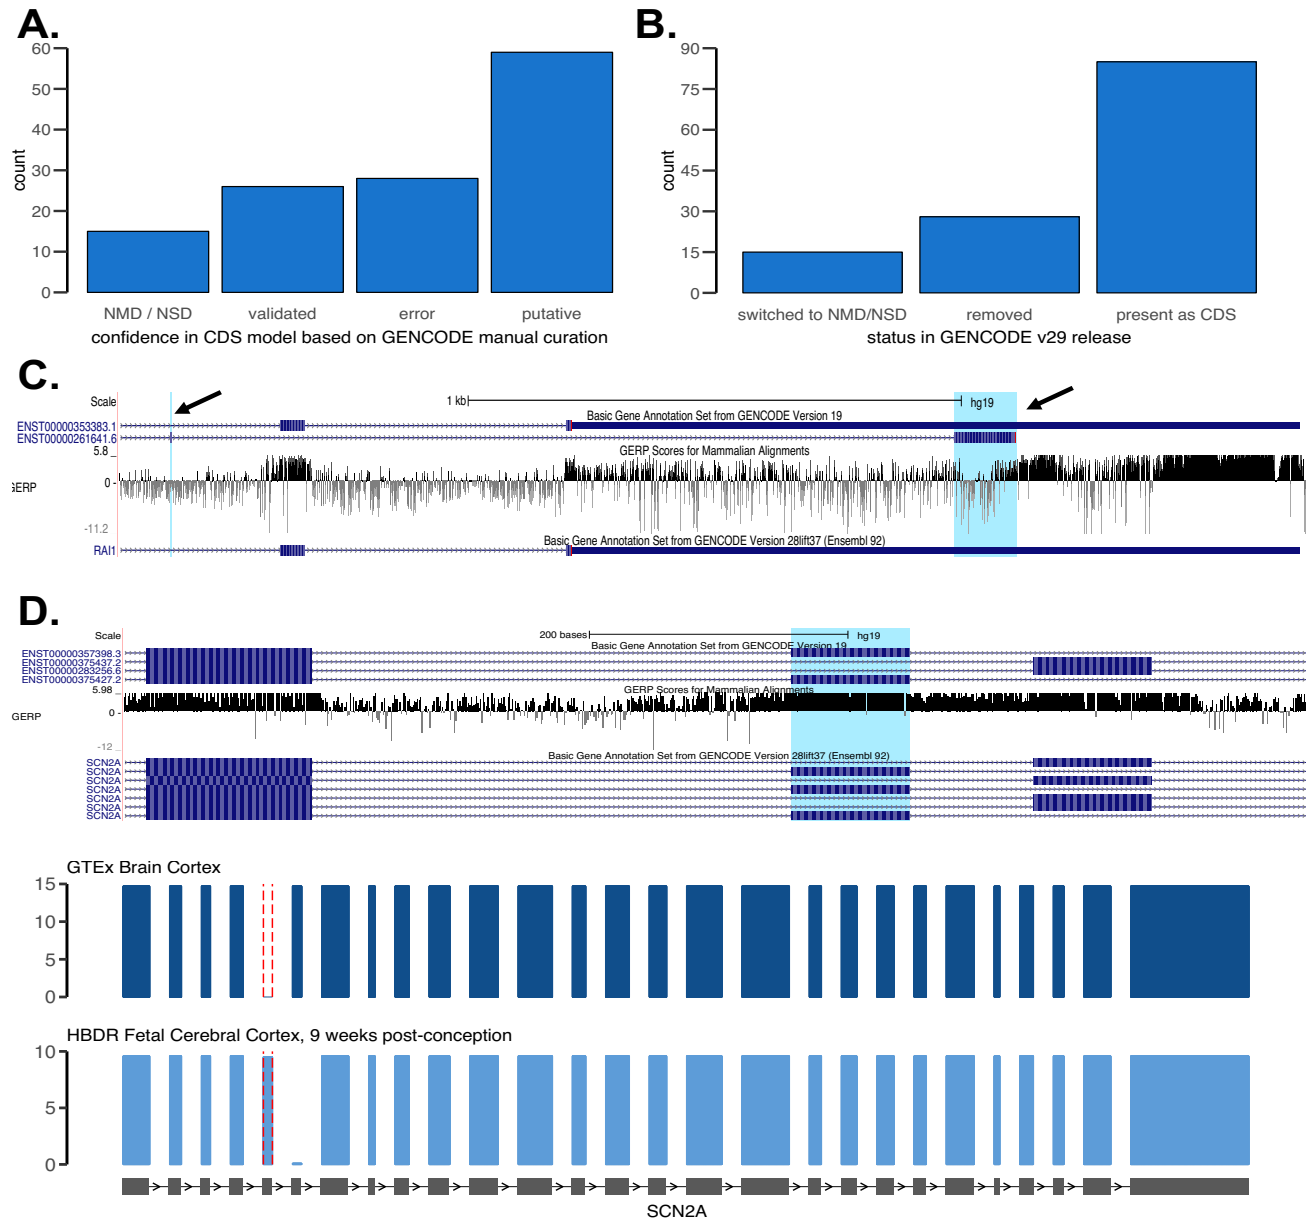 A.
60
50
40
30
20
10
0
count
NMD / NSD
validated
error
putative
confidence in CDS model based on GENCODE manual curation
B.
90
75
60
45
30
15
0
count
switched to NMD/NSD
removed
present as CDS
status in GENCODE v29 release
C.
Scale
1 kb
hg19
Basic Gene Annotation Set from GENCODE Version 19
ENST00000353383.1
ENST00000261641.6
5.8 _
GERP Scores for Mammalian Alignments
0 -
GERP
-11.2
Basic Gene Annotation Set from GENCODE Version 28lift37 (Ensembl 92)
RAI1
D.
Scale
200 bases
hg19
Basic Gene Annotation Set from GENCODE Version 19
ENST00000357398.3
ENST00000375437.2
ENST00000283256.6
ENST00000375427.2
5.98 _
GERP Scores for Mammalian Alignments
0 -
GERP
-12 _
Basic Gene Annotation Set from GENCODE Version 28lift37 (Ensembl 92)
SCN2A
SCN2A
SCN2A
SCN2A
SCN2A
SCN2A
SCN2A
GTEx Brain Cortex
15
10
5
0
HBDR Fetal Cerebral Cortex, 9 weeks post-conception
10
5
0
SCN2A